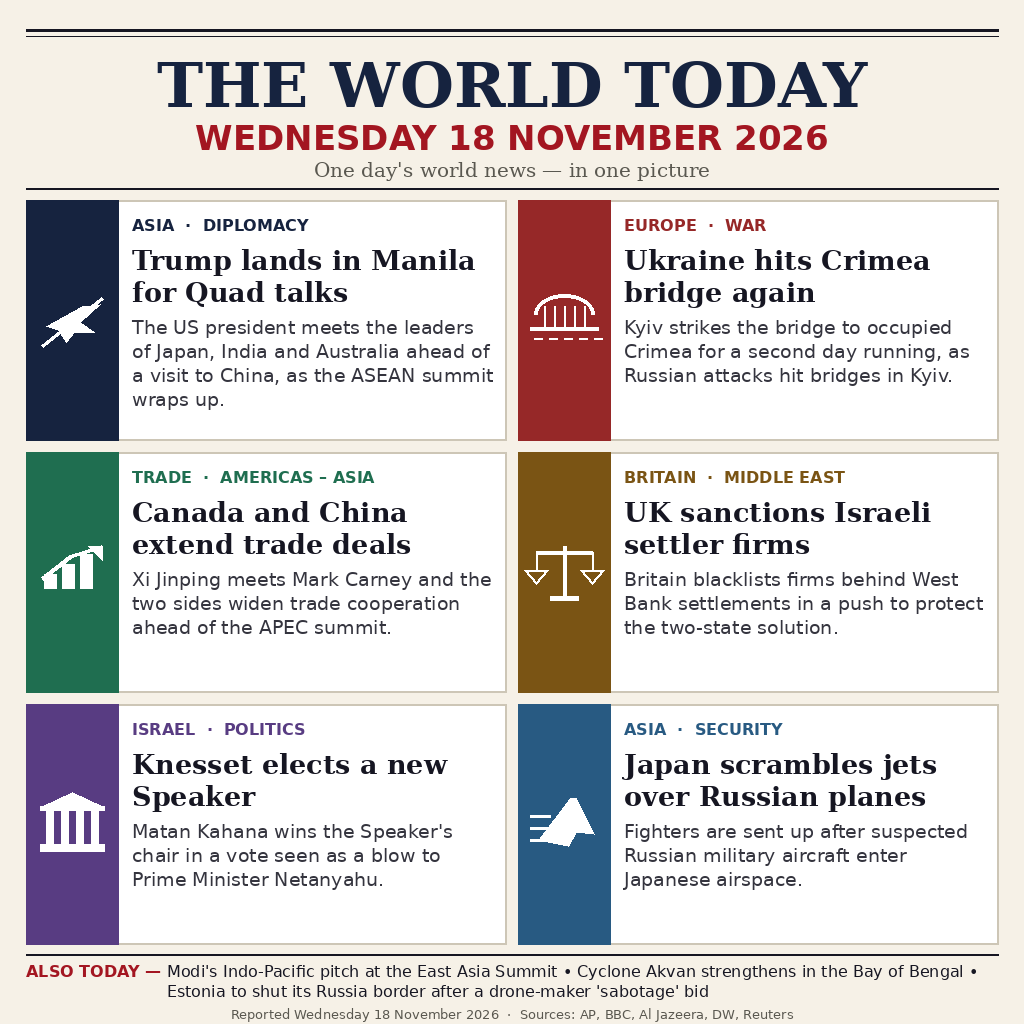 THE WORLD TODAY
WEDNESDAY 18 NOVEMBER 2026
One day's world news — in one picture
ASIA · DIPLOMACY
Trump lands in Manila
for Quad talks
The US president meets the leaders
of Japan, India and Australia ahead of
a visit to China, as the ASEAN summit
wraps up.
EUROPE · WAR
Ukraine hits Crimea
bridge again
Kyiv strikes the bridge to occupied
Crimea for a second day running, as
Russian attacks hit bridges in Kyiv.
TRADE · AMERICAS – ASIA
Canada and China
extend trade deals
Xi Jinping meets Mark Carney and the
two sides widen trade cooperation
ahead of the APEC summit.
BRITAIN · MIDDLE EAST
UK sanctions Israeli
settler firms
Britain blacklists firms behind West
Bank settlements in a push to protect
the two-state solution.
ISRAEL · POLITICS
Knesset elects a new
Speaker
Matan Kahana wins the Speaker's
chair in a vote seen as a blow to
Prime Minister Netanyahu.
ASIA · SECURITY
Japan scrambles jets
over Russian planes
Fighters are sent up after suspected
Russian military aircraft enter
Japanese airspace.
ALSO TODAY — Modi's Indo-Pacific pitch at the East Asia Summit • Cyclone Akvan strengthens in the Bay of Bengal •
Estonia to shut its Russia border after a drone-maker 'sabotage' bid
Reported Wednesday 18 November 2026 · Sources: AP, BBC, Al Jazeera, DW, Reuters